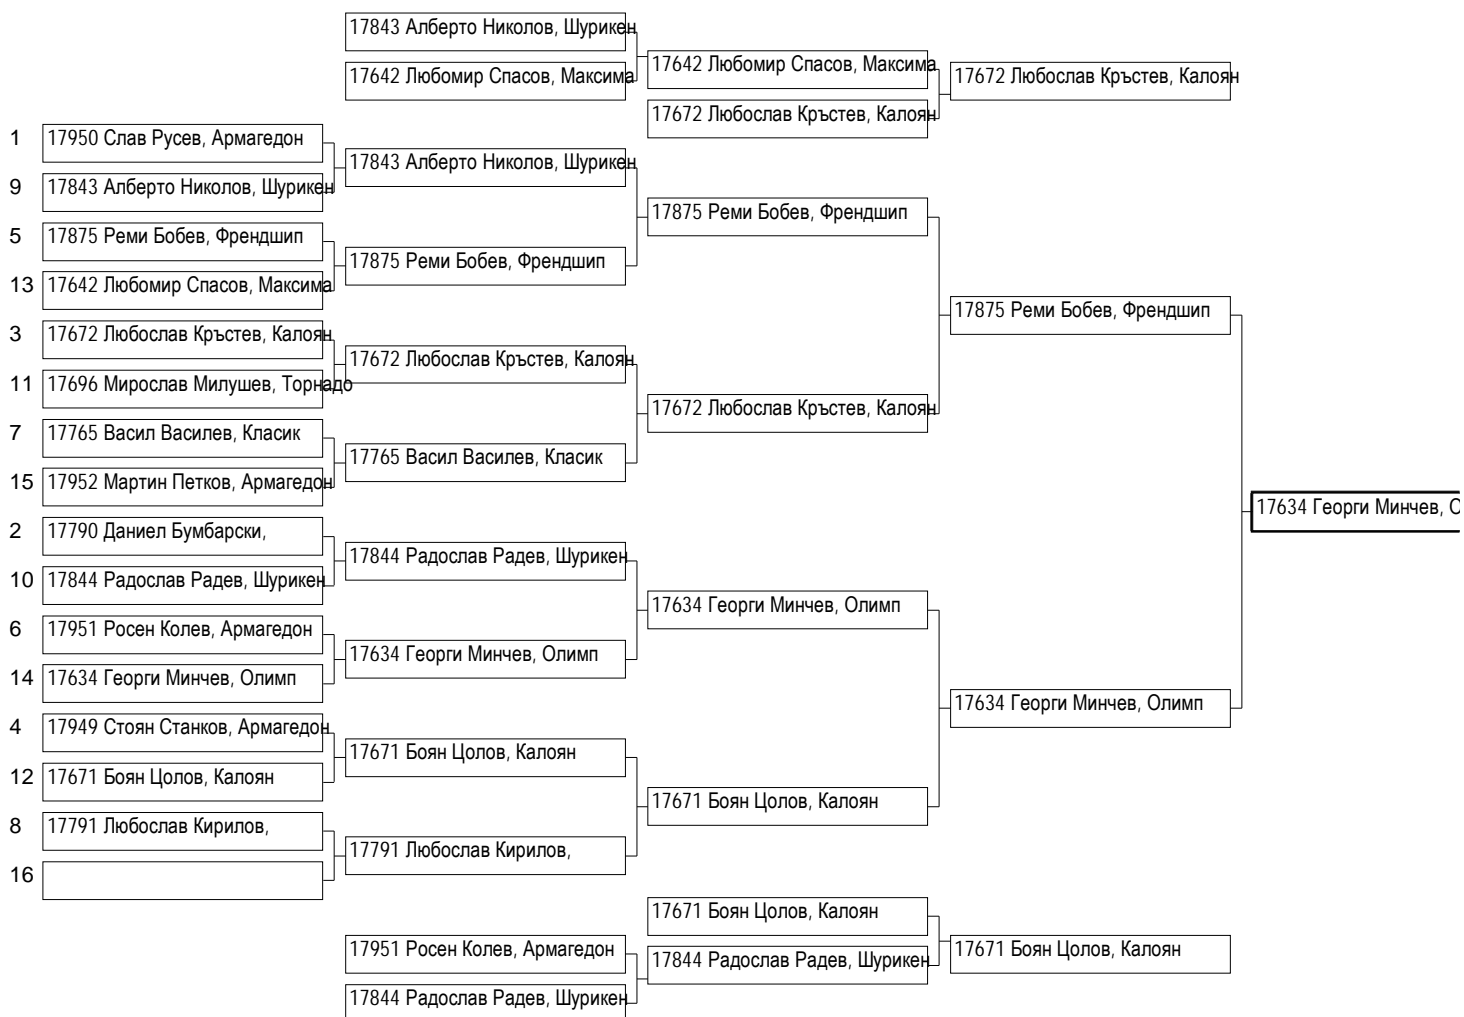 17843 Алберто Николов, Шурикен
17642 Любомир Спасов, Максима
17642 Любомир Спасов, Максима
17672 Любослав Кръстев, Калоян
17672 Любослав Кръстев, Калоян
1 17950 Слав Русев, Армагедон
9 17843 Алберто Николов, Шурикен
5 17875 Реми Бобев, Френдшип
13 17642 Любомир Спасов, Максима
3 17672 Любослав Кръстев, Калоян
11 17696 Мирослав Милушев, Торнадо
7 17765 Васил Василев, Класик
15 17952 Мартин Петков, Армагедон
2 17790 Даниел Бумбарски,
10 17844 Радослав Радев, Шурикен
6 17951 Росен Колев, Армагедон
14 17634 Георги Минчев, Олимп
4 17949 Стоян Станков, Армагедон
12 17671 Боян Цолов, Калоян
8 17791 Любослав Кирилов,
16
17843 Алберто Николов, Шурикен
17875 Реми Бобев, Френдшип
17672 Любослав Кръстев, Калоян
17765 Васил Василев, Класик
17844 Радослав Радев, Шурикен
17634 Георги Минчев, Олимп
17671 Боян Цолов, Калоян
17791 Любослав Кирилов,
17875 Реми Бобев, Френдшип
17672 Любослав Кръстев, Калоян
17634 Георги Минчев, Олимп
17671 Боян Цолов, Калоян
17875 Реми Бобев, Френдшип
17634 Георги Минчев, Олимп
17634 Георги Минчев, О
17951 Росен Колев, Армагедон
17844 Радослав Радев, Шурикен
17671 Боян Цолов, Калоян
17844 Радослав Радев, Шурикен
17671 Боян Цолов, Калоян